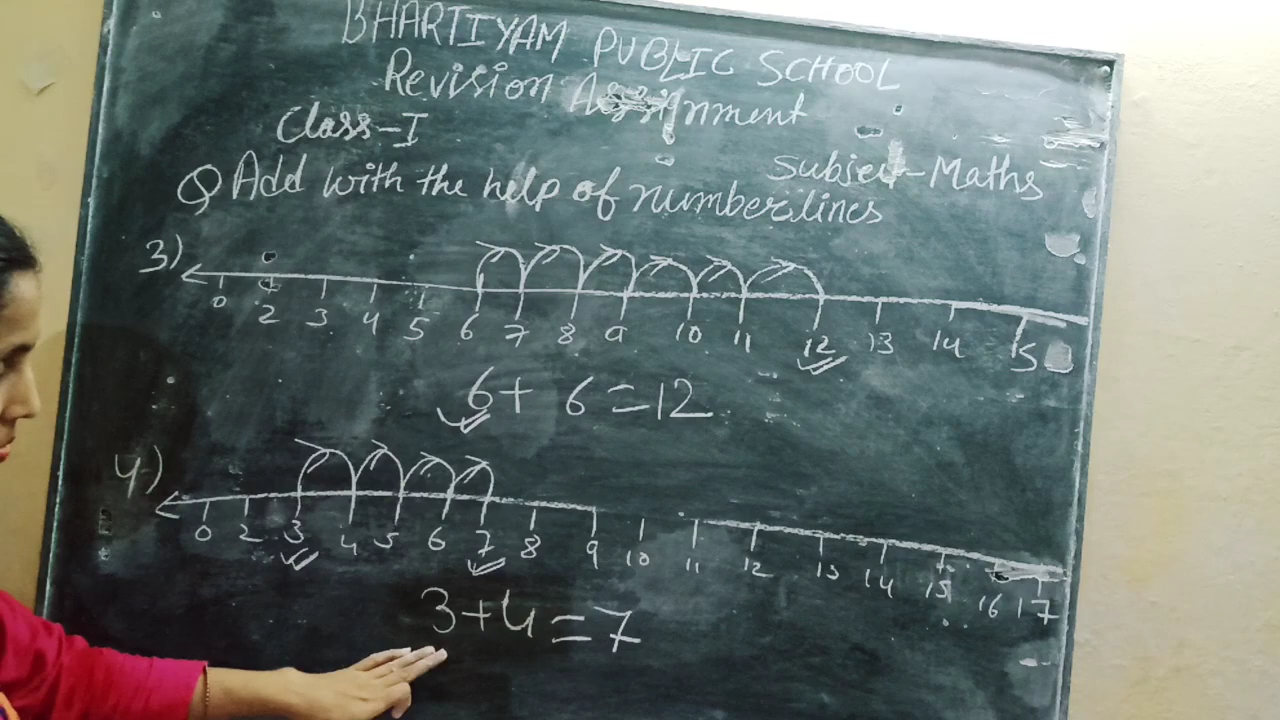 BHARTIYAM PUBLIC SCHOOL
Revision Assignment
Class-I
Subject-Maths
Q Add with the help of number lines
3)
0 2 3 4 5 6 7 8 9 10 11 12 13 14 15
6+ 6 = 12
4)
0 2 3 4 5 6 7 8 9 10 11 12 13 14 15 16 17
3+4=7